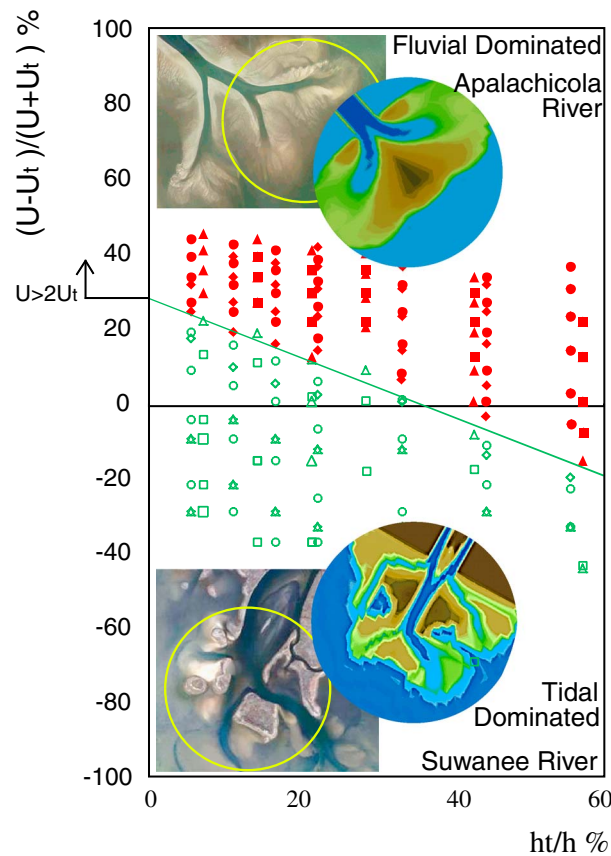 (U-Ut)/(U+Ut) %
100
Fluvial Dominated
80
Apalachicola
River
60
40
U>2Ut
20
0
-20
-40
-60
-80
Tidal
Dominated
Suwanee River
-100
0
20
40
60
ht/h %